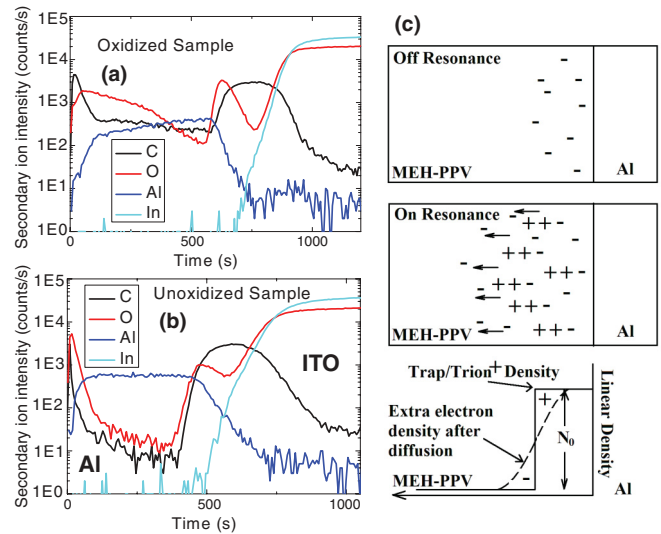 Secondary ion intensity (counts/s)
1E5
1E4
1E3
1E2
1E1
1E0
Oxidized Sample
(a)
C
O
Al
In
0 500 1000
Time (s)
Secondary ion intensity (counts/s)
1E5
1E4
1E3
1E2
1E1
1E0
Unoxidized Sample
(b)
C
O
Al
In
ITO
Al
0 500 1000
Time (s)
(c)
Off Resonance
- - - - - - - - -
MEH-PPV
Al
On Resonance
++-
++-
++-
++-
++-
++-
MEH-PPV
Al
Trap/Trion+ Density
+
Extra electron
density after
diffusion
N0
-
Linear Density
MEH-PPV
Al